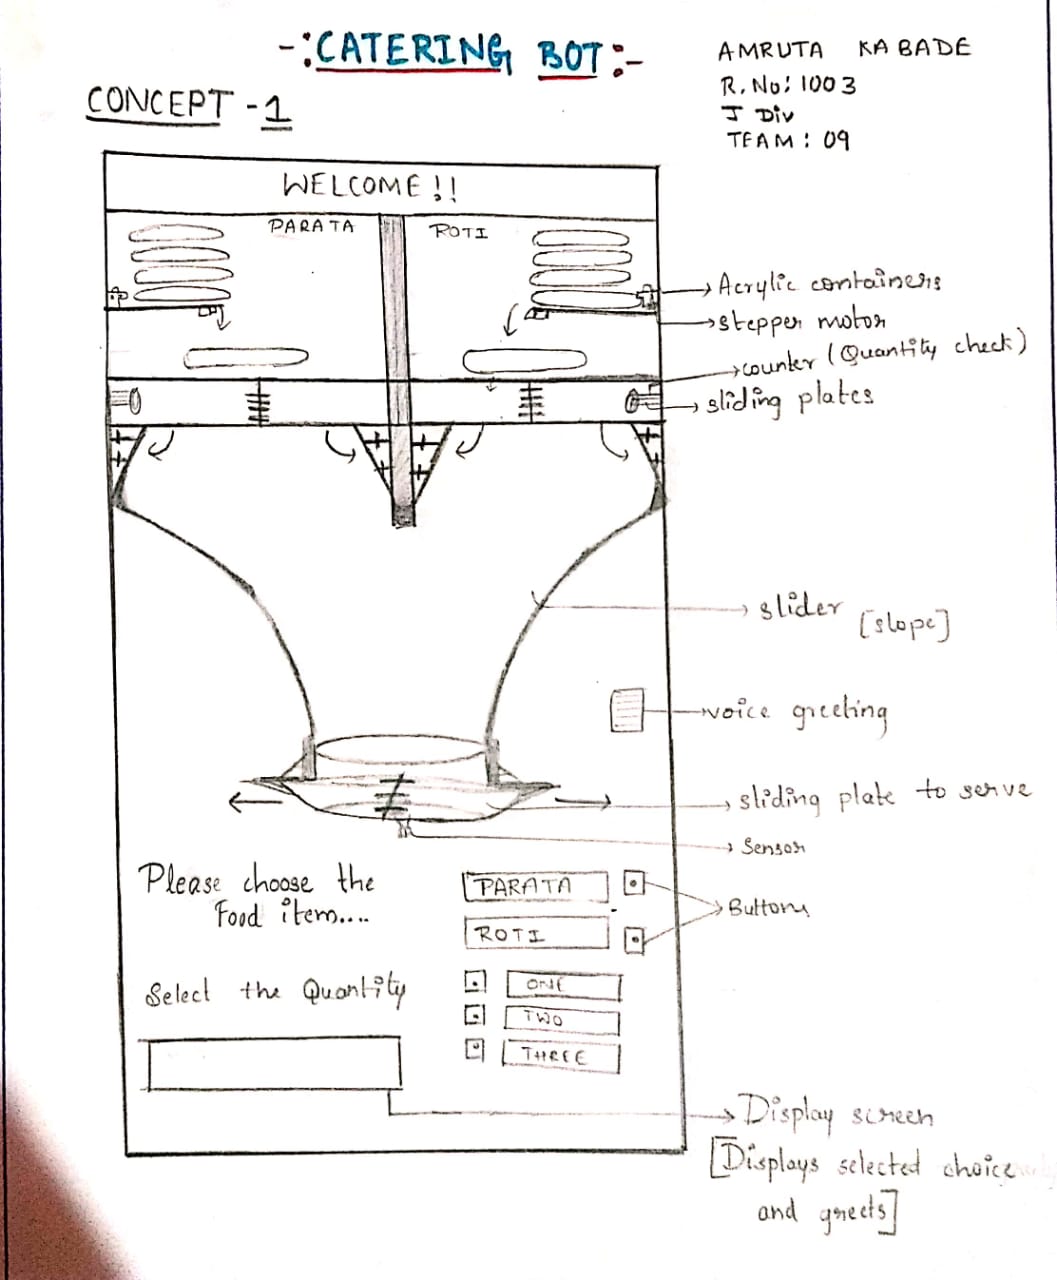 -:CATERING BOT:-
AMRUTA KABADE
R.No: 1003
J Div
TEAM: 09
CONCEPT -1
WELCOME!!
PARATA
ROTI
Acrylic containers
stepper motor
counter (Quantity check)
sliding plates
slider [slope]
voice greeting
sliding plate to serve
Sensor
Please choose the
Food item....
PARATA
ROTI
Buttons
Select the Quantity
ONE
TWO
THREE
Display screen
[Displays selected choice
and greets]